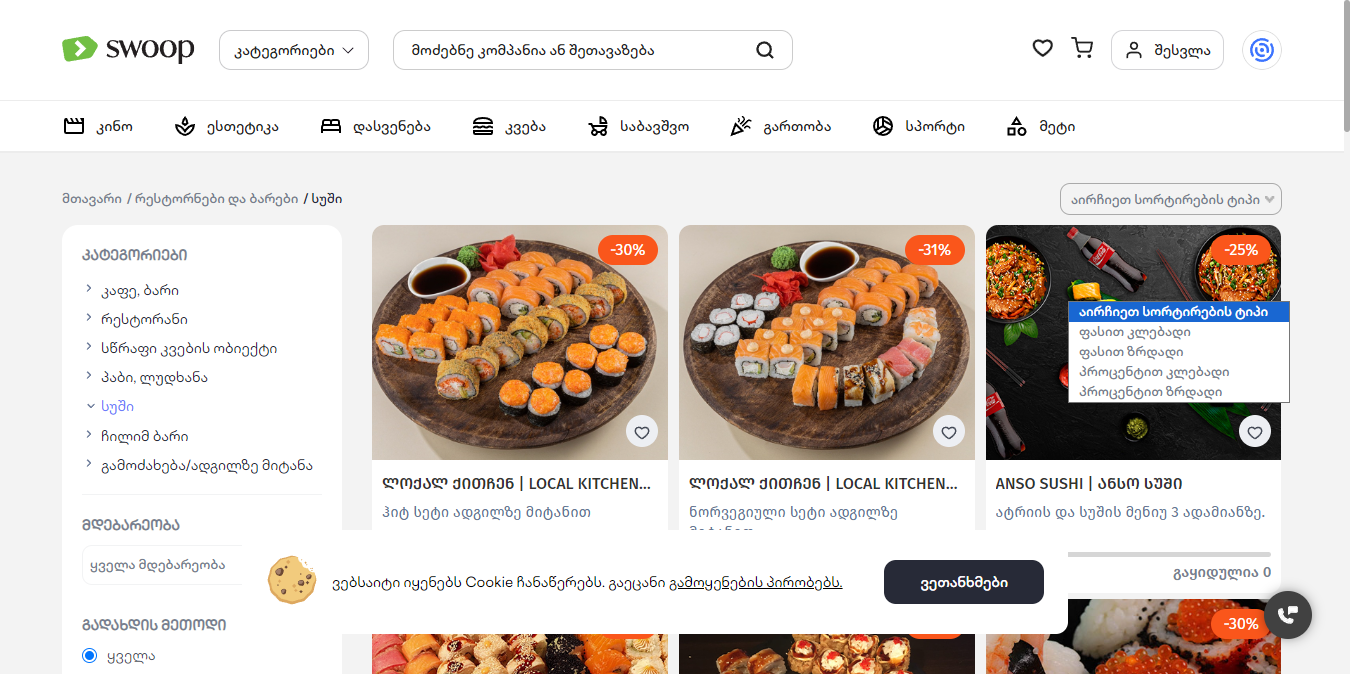 swoop
კატეგორიები
მოძებნე კომპანია ან შეთავაზება
შესვლა
კინო
ესთეტიკა
დასვენება
კვება
საბავშვო
გართობა
სპორტი
მეტი
მთავარი / რესტორნები და ბარები / სუში
აირჩიეთ სორტირების ტიპი
კატეგორიები
კაფე, ბარი
რესტორანი
სწრაფი კვების ობიექტი
პაბი, ლუდხანა
სუში
ჩილიმ ბარი
გამოძახება/ადგილზე მიტანა
მდებარეობა
ყველა მდებარეობა
გადახდის მეთოდი
ყველა
-30%
ლოქალ ქითჩენ | LOCAL KITCHEN...
ჰიტ სეტი ადგილზე მიტანით
-31%
ლოქალ ქითჩენ | LOCAL KITCHEN...
ნორვეგიული სეტი ადგილზე
მიტანით
-25%
აირჩიეთ სორტირების ტიპი
ფასით კლებადი
ფასით ზრდადი
პროცენტით კლებადი
პროცენტით ზრდადი
ANSO SUSHI | ანსო სუში
ატრიის და სუშის მენიუ 3 ადამიანზე.
გაყიდულია 0
-30%
ვებსაიტი იყენებს Cookie ჩანაწერებს. გაეცანი გამოყენების პირობებს.
ვეთანხმები